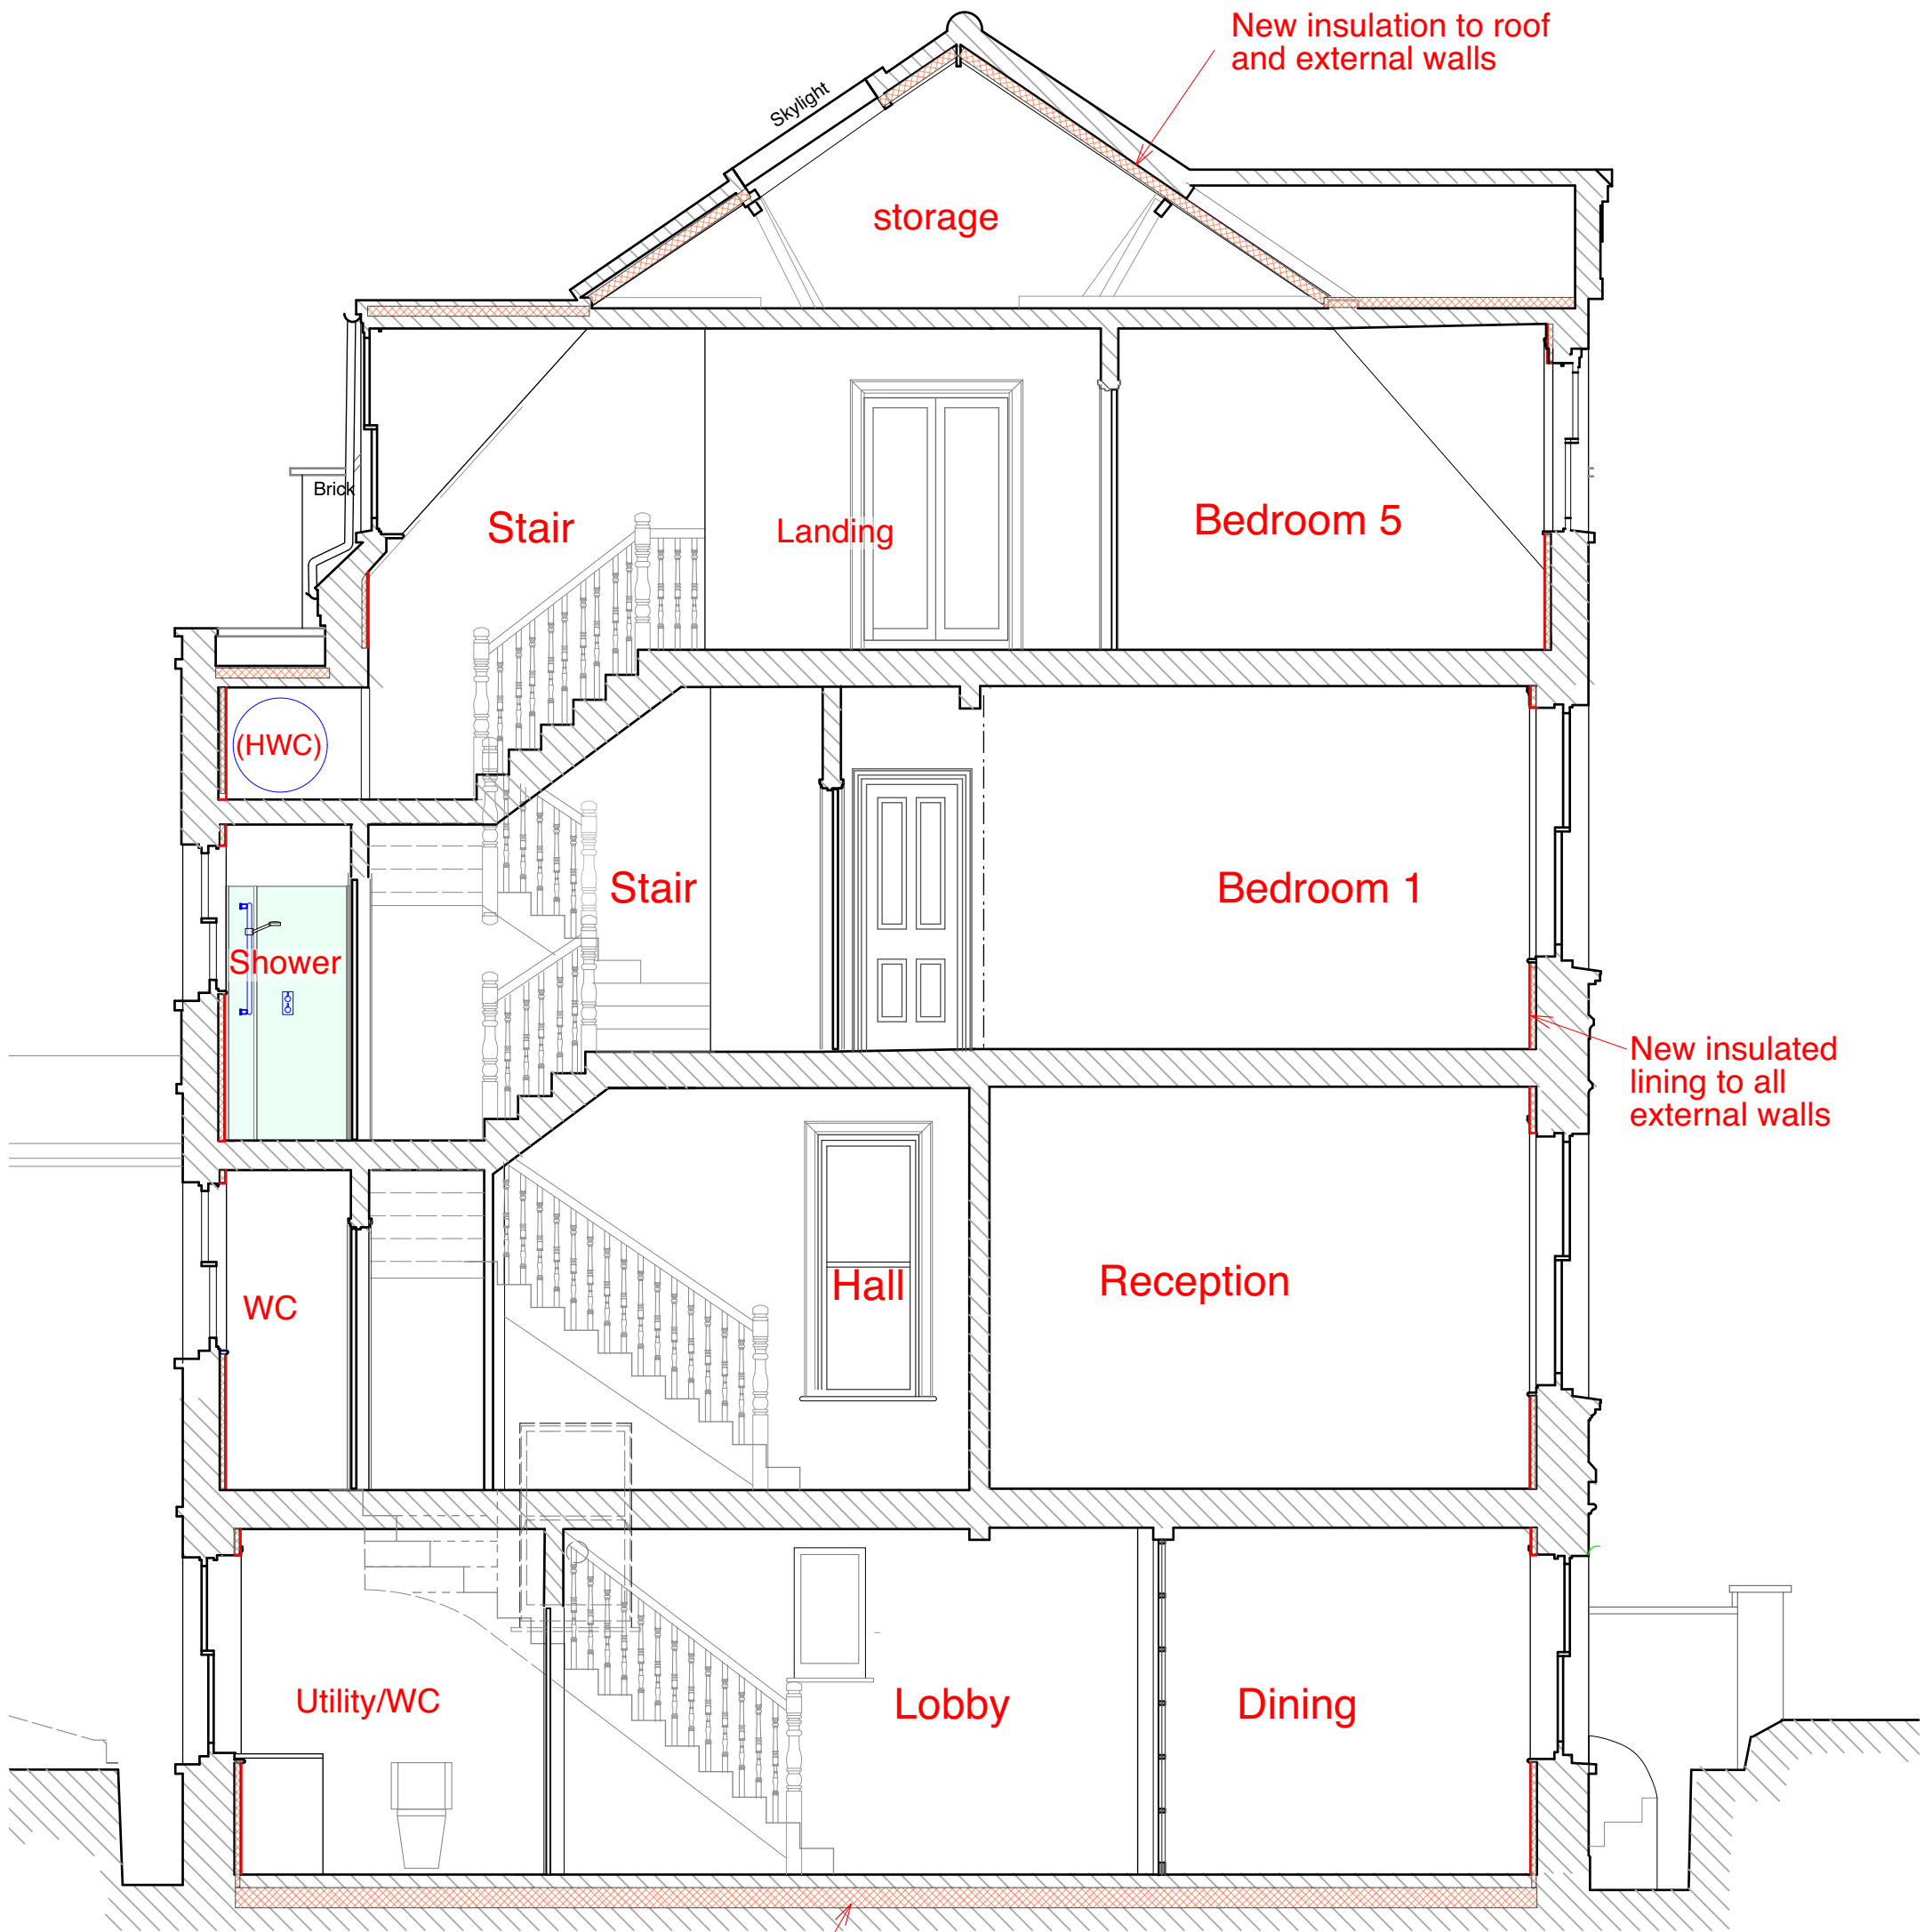 New insulation to roof
and external walls
Skylight
storage
Brick
Stair
Landing
Bedroom 5
(HWC)
Stair
Bedroom 1
Shower
New insulated
lining to all
external walls
WC
Hall
Reception
Utility/WC
Lobby
Dining